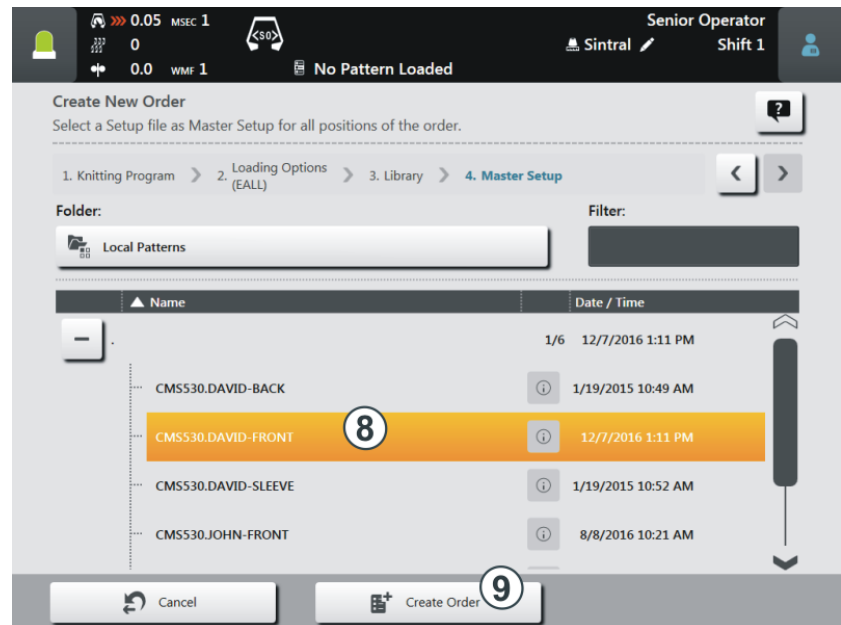 0.05 MSEC 1
Senior Operator
0
<S0>
Sintral
Shift 1
0.0 WMF 1
No Pattern Loaded
Create New Order
Select a Setup file as Master Setup for all positions of the order.
?
1. Knitting Program
2. Loading Options
(EALL)
3. Library
4. Master Setup
Folder:
Filter:
Local Patterns
Name
Date / Time
.
1/6
12/7/2016 1:11 PM
CMS530.DAVID-BACK
1/19/2015 10:49 AM
CMS530.DAVID-FRONT
8
12/7/2016 1:11 PM
CMS530.DAVID-SLEEVE
1/19/2015 10:52 AM
CMS530.JOHN-FRONT
8/8/2016 10:21 AM
Cancel
Create Order
9